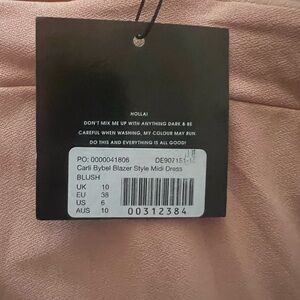 HOLLA!
DON'T MIX ME UP WITH ANYTHING DARK & BE
CAREFUL WHEN WASHING, MY COLOUR MAY RUN
DO THIS AND EVERYTHING IS ALL GOOD!
PO: 0000041806
Carli Bybel Blazer Style Midi Dress
BLUSH
UK 10
EU 38
US 6
AUS 10
00312384